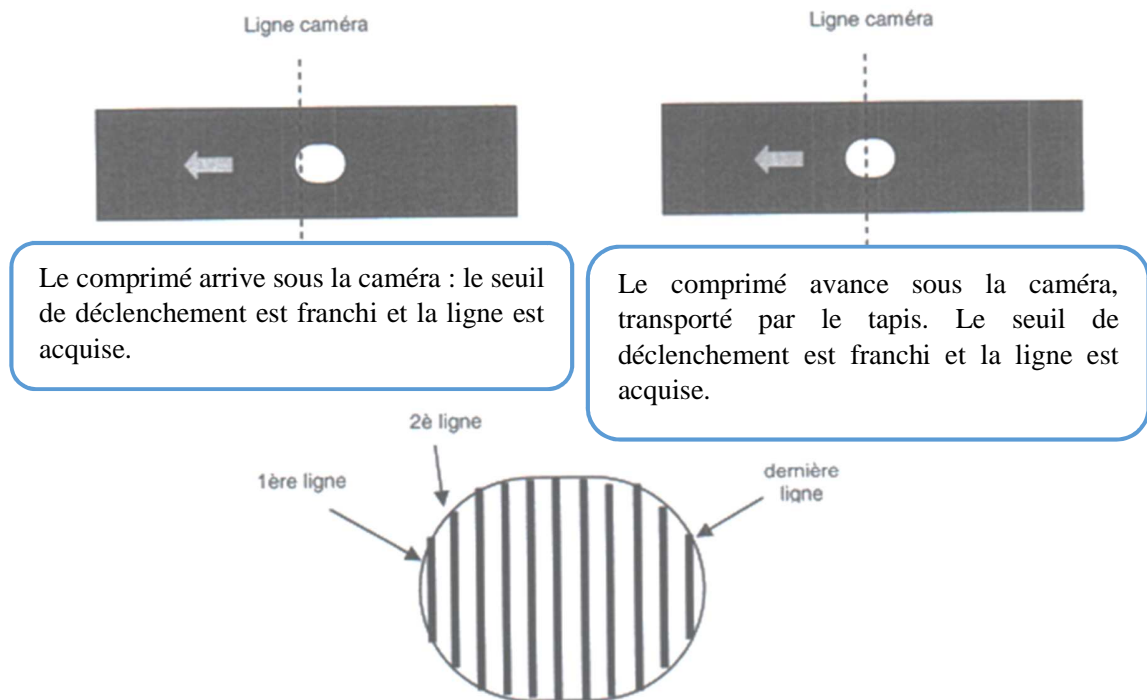 Ligne caméra
Ligne caméra
Le comprimé arrive sous la caméra : le seuil
de déclenchement est franchi et la ligne est
acquise.
Le comprimé avance sous la caméra,
transporté par le tapis. Le seuil de
déclenchement est franchi et la ligne est
acquise.
2è ligne
1ère ligne
dernière
ligne